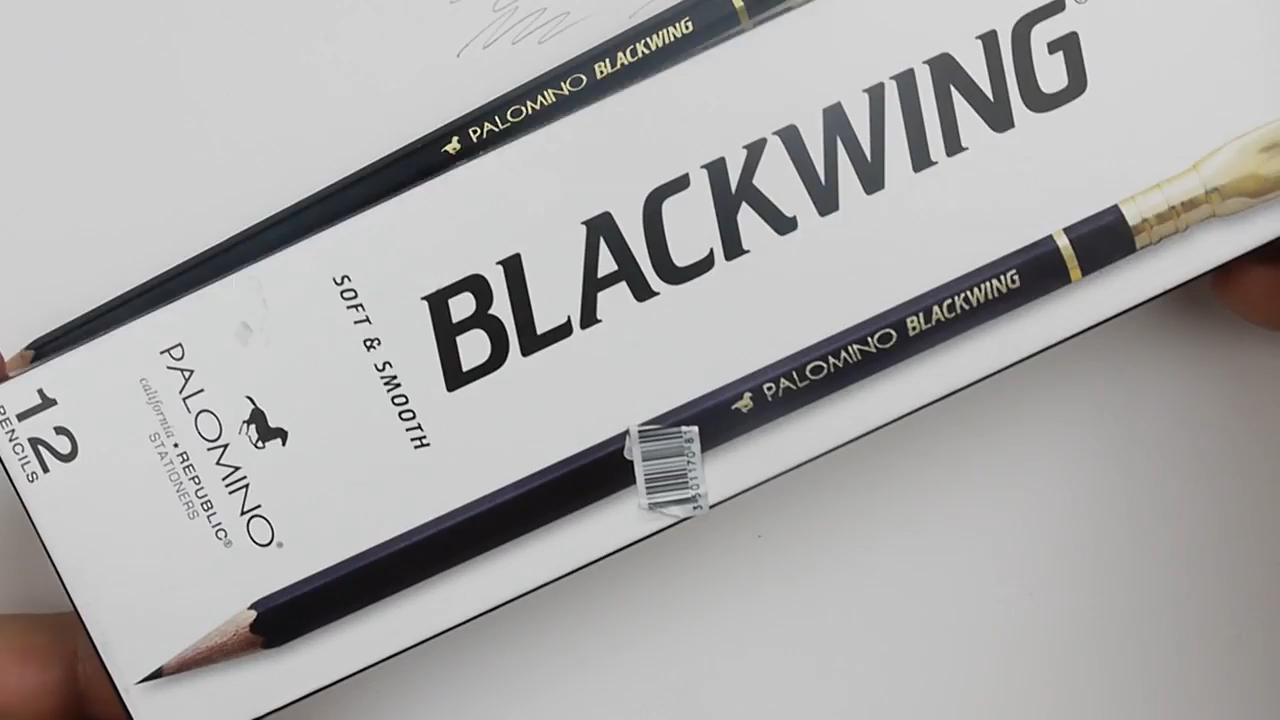 PALOMINO BLACKWING
BLACKWING®
SOFT & SMOOTH
PALOMINO®
california ★ REPUBLIC®
STATIONERS
12
PENCILS
PALOMINO BLACKWING